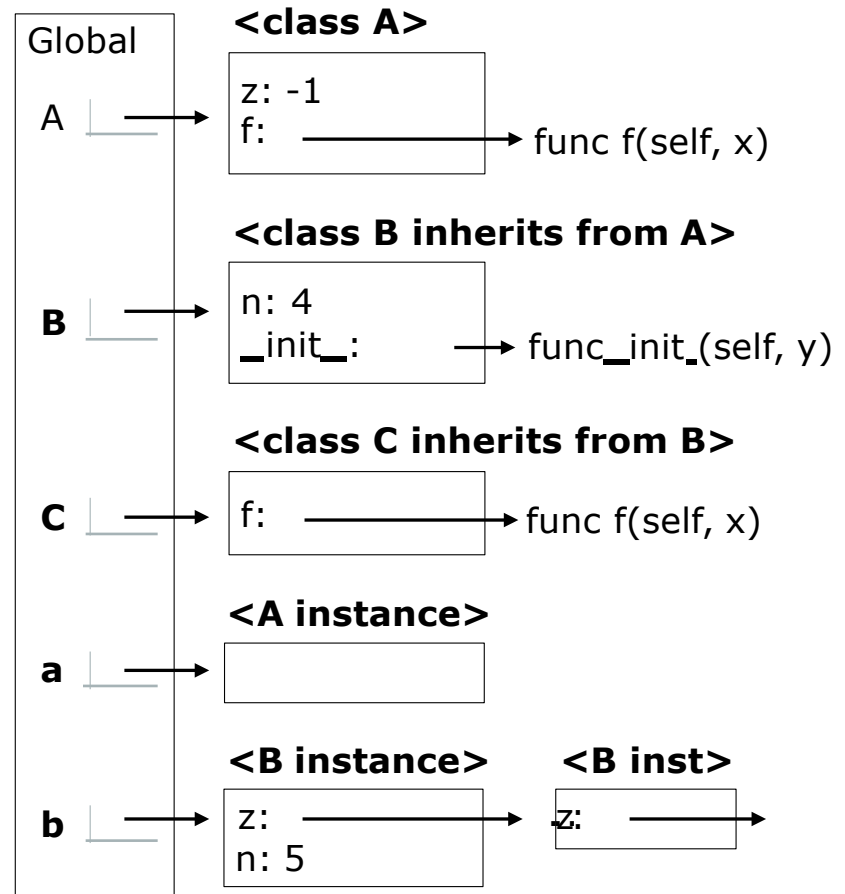 Global
<class A>
A
z: -1
f:
func f(self, x)
<class B inherits from A>
B
n: 4
_init_:
func_init_(self, y)
<class C inherits from B>
C
f:
func f(self, x)
<A instance>
a
<B instance>
<B inst>
b
z:
n: 5
z: